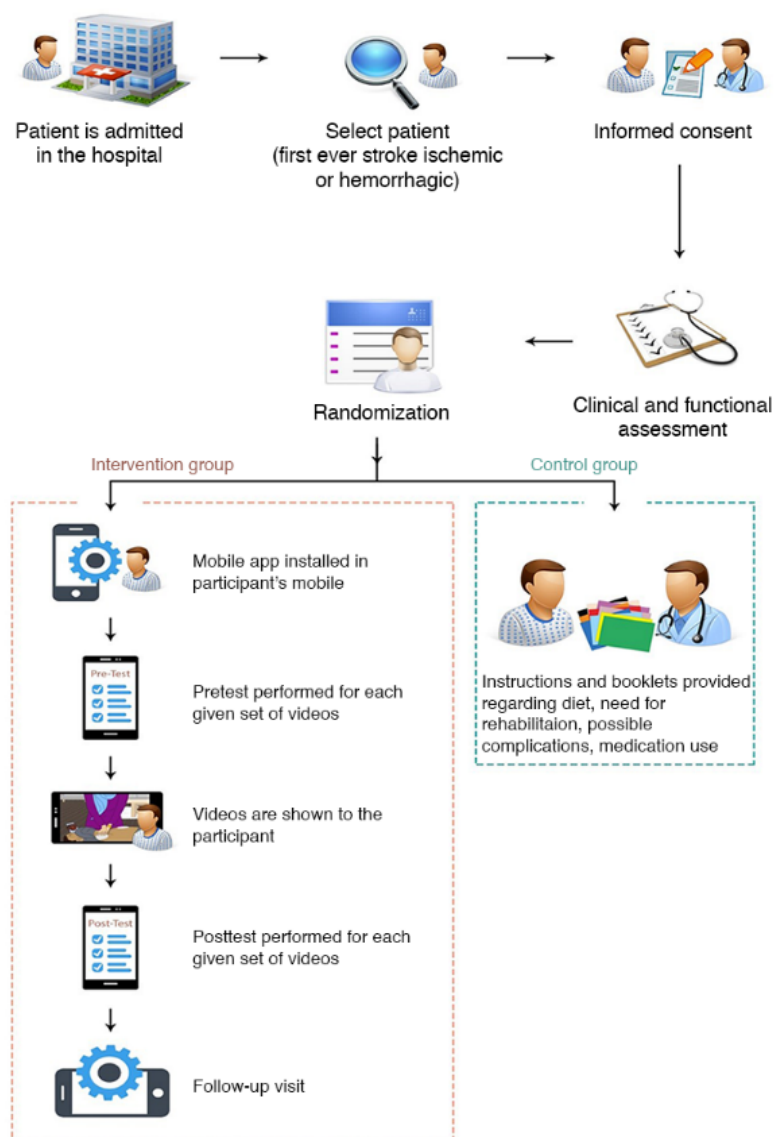 Patient is admitted
in the hospital
Select patient
(first ever stroke ischemic
or hemorrhagic)
Informed consent
Randomization
Clinical and functional
assessment
Intervention group
Control group
Mobile app installed in
participant's mobile
Pre-Test
Pretest performed for each
given set of videos
Instructions and booklets provided
regarding diet, need for
rehabilitaion, possible
complications, medication use
Videos are shown to the
participant
Post-Test
Posttest performed for each
given set of videos
Follow-up visit